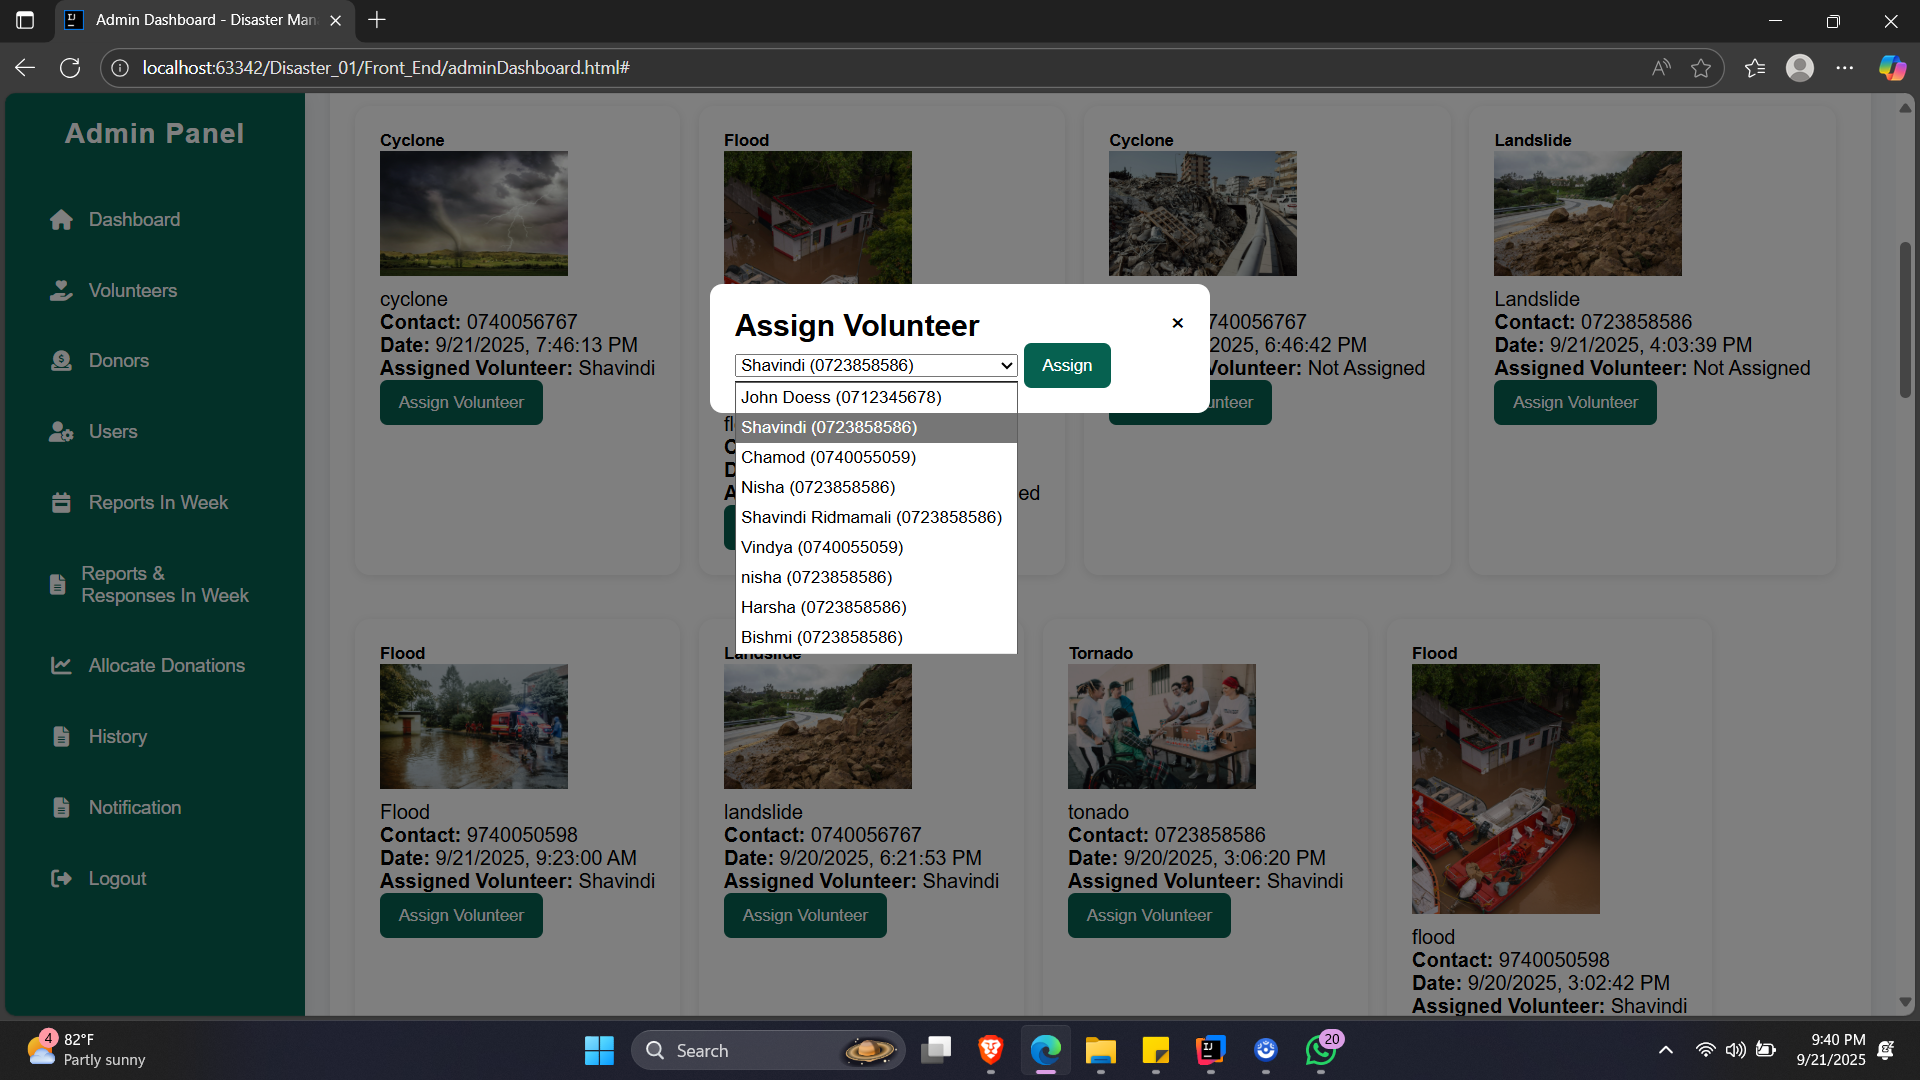 Admin Dashboard - Disaster Man
localhost:63342/Disaster_01/Front_End/adminDashboard.html#
Admin Panel
Dashboard
Volunteers
Donors
Users
Reports In Week
Reports &
Responses In Week
Allocate Donations
History
Notification
Logout
Cyclone
cyclone
Contact: 0740056767
Date: 9/21/2025, 7:46:13 PM
Assigned Volunteer: Shavindi
Assign Volunteer
Flood
fl
C
D
A
ed
Cyclone
740056767
2025, 6:46:42 PM
Volunteer: Not Assigned
unteer
Landslide
Landslide
Contact: 0723858586
Date: 9/21/2025, 4:03:39 PM
Assigned Volunteer: Not Assigned
Assign Volunteer
Assign Volunteer
×
Shavindi (0723858586)
Assign
John Doess (0712345678)
Shavindi (0723858586)
Chamod (0740055059)
Nisha (0723858586)
Shavindi Ridmamali (0723858586)
Vindya (0740055059)
nisha (0723858586)
Harsha (0723858586)
Bishmi (0723858586)
Flood
Flood
Contact: 9740050598
Date: 9/21/2025, 9:23:00 AM
Assigned Volunteer: Shavindi
Assign Volunteer
Landslide
landslide
Contact: 0740056767
Date: 9/20/2025, 6:21:53 PM
Assigned Volunteer: Shavindi
Assign Volunteer
Tornado
tonado
Contact: 0723858586
Date: 9/20/2025, 3:06:20 PM
Assigned Volunteer: Shavindi
Assign Volunteer
Flood
flood
Contact: 9740050598
Date: 9/20/2025, 3:02:42 PM
Assigned Volunteer: Shavindi
4
82°F
Partly sunny
Search
20
9:40 PM
9/21/2025